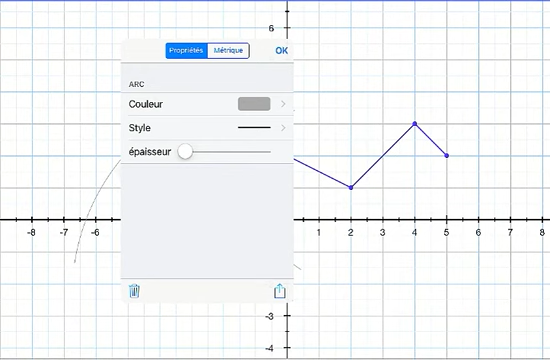 6
Propriétés Métrique OK
ARC
Couleur
Style
épaisseur
-8 -7 -6 1 2 3 4 5 6 7 8
-3
-4